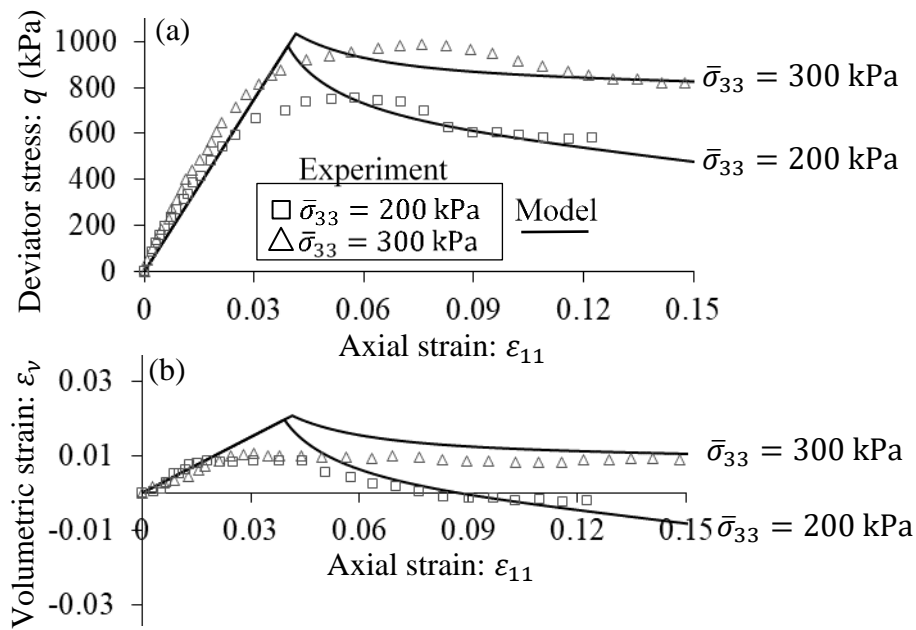 (a)
Deviator stress: q (kPa)
1000
800
600
400
200
0
σ̄₃₃ = 300 kPa
σ̄₃₃ = 200 kPa
Experiment
□ σ̄₃₃ = 200 kPa
△ σ̄₃₃ = 300 kPa
Model
0 0.03 0.06 0.09 0.12 0.15
Axial strain: ε₁₁
(b)
Volumetric strain: εᵥ
0.03
0.01
-0.01
-0.03
σ̄₃₃ = 300 kPa
σ̄₃₃ = 200 kPa
0 0.03 0.06 0.09 0.12 0.15
Axial strain: ε₁₁